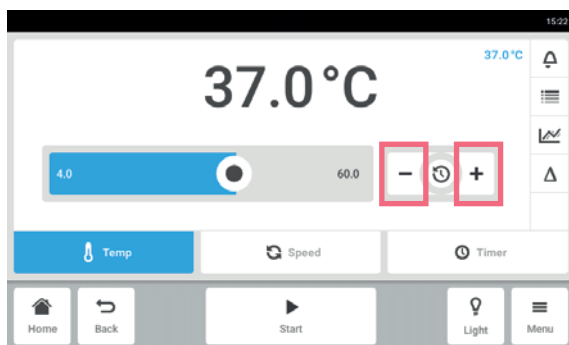 15:22
37.0°C
37.0°C
4.0
60.0
Temp
Speed
Timer
Home
Back
Start
Light
Menu